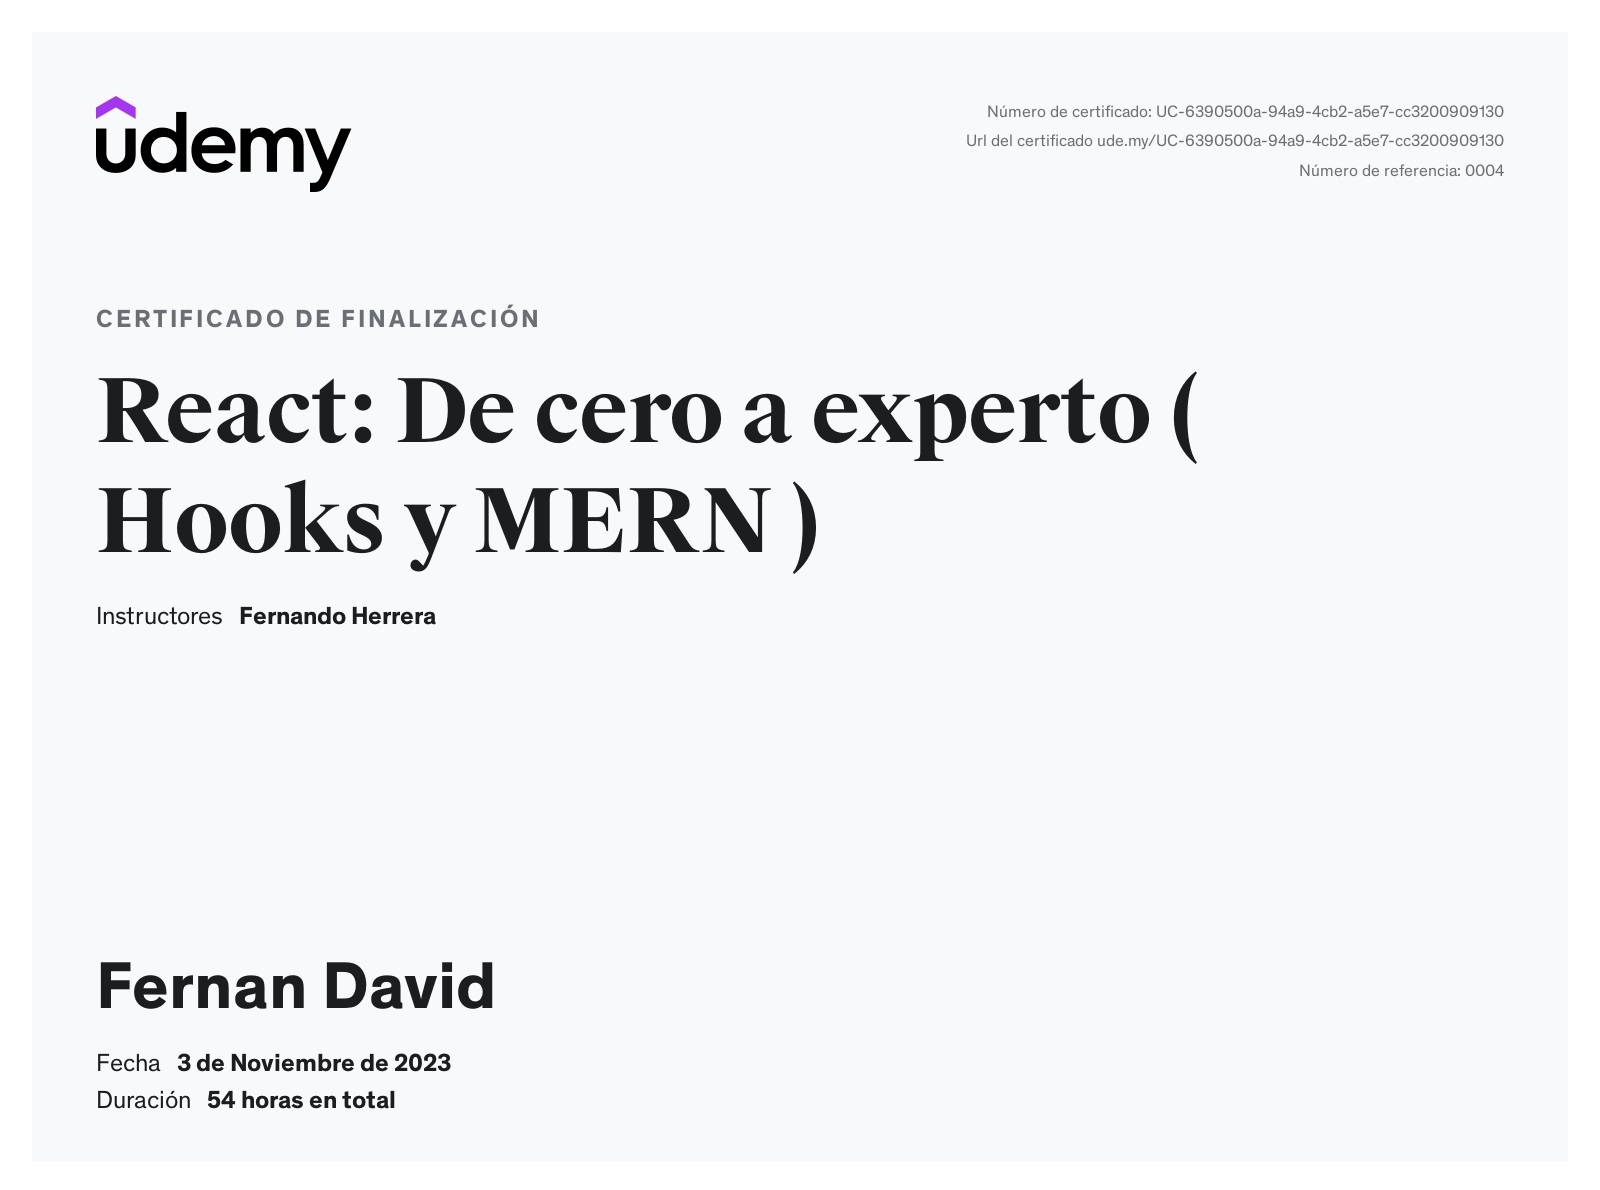 udemy
Número de certificado: UC-6390500a-94a9-4cb2-a5e7-cc3200909130
Url del certificado ude.my/UC-6390500a-94a9-4cb2-a5e7-cc3200909130
Número de referencia: 0004
CERTIFICADO DE FINALIZACIÓN
React: De cero a experto (
Hooks y MERN )
Instructores Fernando Herrera
Fernan David
Fecha 3 de Noviembre de 2023
Duración 54 horas en total